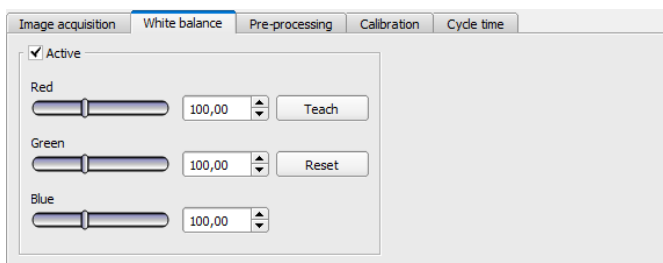 Image acquisition White balance Pre-processing Calibration Cycle time
Active
Red
100,00 Teach
Green
100,00 Reset
Blue
100,00